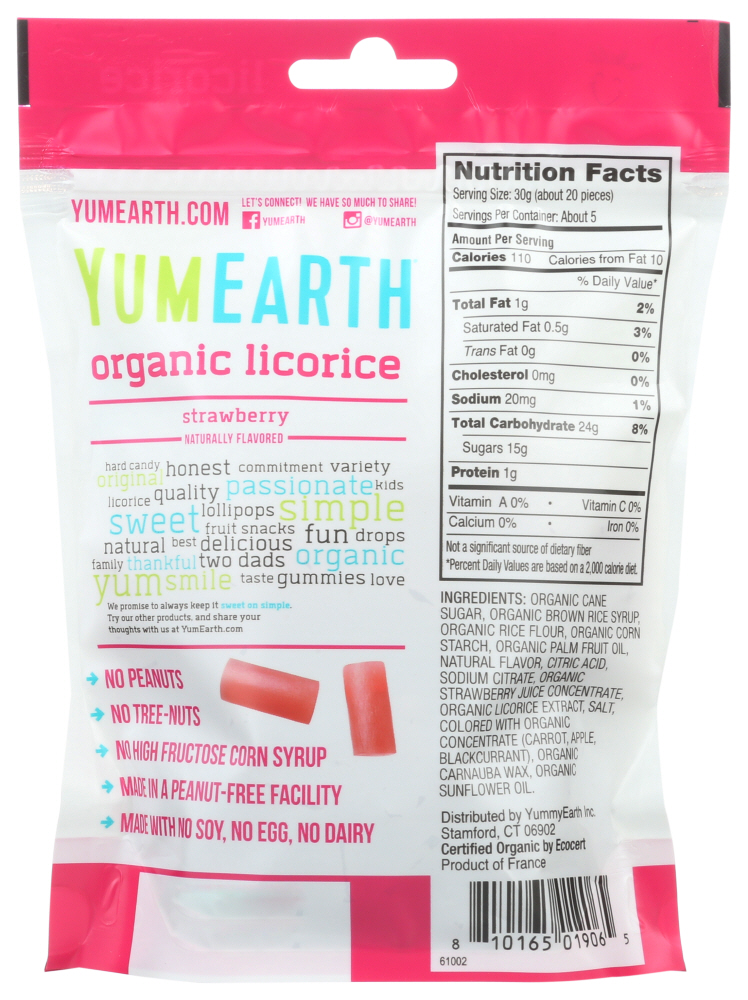 YUMEARTH.COM
LET'S CONNECT! WE HAVE SO MUCH TO SHARE!
YUMEARTH @YUMEARTH
YUMEARTH
organic licorice
strawberry
NATURALLY FLAVORED
hard candy honest commitment variety
original passionate kids
licorice quality
sweet lollipops simple
fruit snacks fun drops
natural best delicious
family thankful two dads organic
yum smile taste gummies love
We promise to always keep it sweet on simple.
Try our other products, and share your
thoughts with us at YumEarth.com
NO PEANUTS
NO TREE-NUTS
NO HIGH FRUCTOSE CORN SYRUP
MADE IN A PEANUT-FREE FACILITY
MADE WITH NO SOY, NO EGG, NO DAIRY
Nutrition Facts
Serving Size: 30g (about 20 pieces)
Servings Per Container: About 5
Amount Per Serving
Calories 110 Calories from Fat 10
% Daily Value*
Total Fat 1g 2%
Saturated Fat 0.5g 3%
Trans Fat 0g 0%
Cholesterol 0mg 0%
Sodium 20mg 1%
Total Carbohydrate 24g 8%
Sugars 15g
Protein 1g
Vitamin A 0% • Vitamin C 0%
Calcium 0% • Iron 0%
Not a significant source of dietary fiber
*Percent Daily Values are based on a 2,000 calorie diet.
INGREDIENTS: ORGANIC CANE
SUGAR, ORGANIC BROWN RICE SYRUP,
ORGANIC RICE FLOUR, ORGANIC CORN
STARCH, ORGANIC PALM FRUIT OIL,
NATURAL FLAVOR, CITRIC ACID,
SODIUM CITRATE, ORGANIC
STRAWBERRY JUICE CONCENTRATE,
ORGANIC LICORICE EXTRACT, SALT,
COLORED WITH ORGANIC
CONCENTRATE (CARROT, APPLE,
BLACKCURRANT), ORGANIC
CARNAUBA WAX, ORGANIC
SUNFLOWER OIL.
Distributed by YummyEarth Inc.
Stamford, CT 06902
Certified Organic by Ecocert
Product of France
8 10165 01906 5
61002